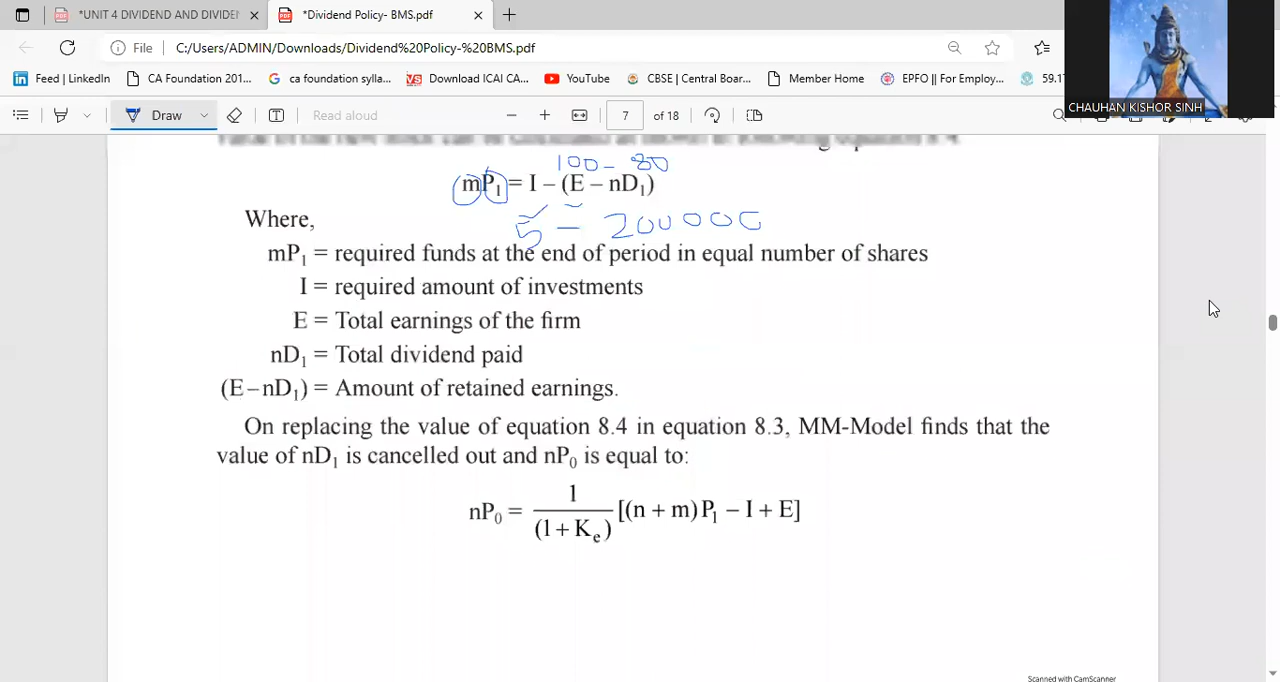 *UNIT 4 DIVIDEND AND DIVIDEN
*Dividend Policy- BMS.pdf
File C:/Users/ADMIN/Downloads/Dividend%20Policy-%20BMS.pdf
Feed | LinkedIn CA Foundation 201... ca foundation sylla... Download ICAI CA... YouTube CBSE | Central Boar... Member Home EPFO || For Employ... 59.1
CHAUHAN KISHOR SINH
Draw Read aloud 7 of 18
100 - 80
mP₁ = I – (E – nD₁)
5 - 200000
Where,
mP₁ = required funds at the end of period in equal number of shares
I = required amount of investments
E = Total earnings of the firm
nD₁ = Total dividend paid
(E–nD₁) = Amount of retained earnings.
On replacing the value of equation 8.4 in equation 8.3, MM-Model finds that the
value of nD₁ is cancelled out and nP₀ is equal to:
nP₀ = 1/(1 + Kₑ) [(n + m) P₁ – I + E]
Scanned with CamScanner